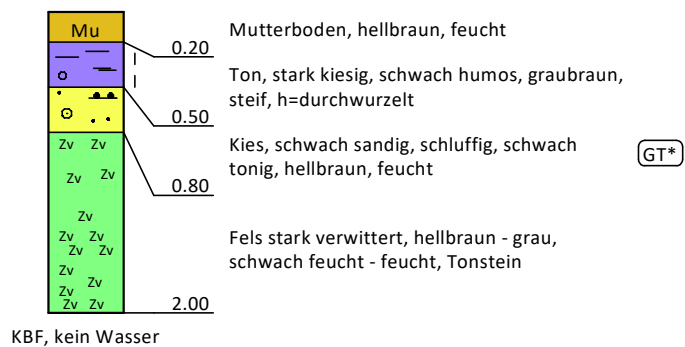 Mu
Mutterboden, hellbraun, feucht
0.20
Ton, stark kiesig, schwach humos, graubraun,
steif, h=durchwurzelt
0.50
Kies, schwach sandig, schluffig, schwach
tonig, hellbraun, feucht
GT*
0.80
Zv Zv
Zv Zv
Zv
Zv Zv
Zv Zv
Zv
Zv
Zv
Zv Zv
Fels stark verwittert, hellbraun - grau,
schwach feucht - feucht, Tonstein
2.00
KBF, kein Wasser